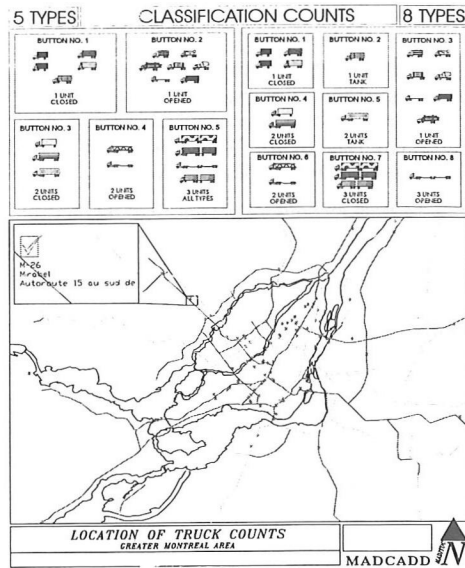 5 TYPES
CLASSIFICATION COUNTS
8 TYPES
BUTTON NO. 1
1 UNIT
CLOSED
BUTTON NO. 2
1 UNIT
OPENED
BUTTON NO. 3
2 UNITS
CLOSED
BUTTON NO. 4
2 UNITS
OPENED
BUTTON NO. 5
3 UNITS
ALL TYPES
BUTTON NO. 1
1 UNIT
CLOSED
BUTTON NO. 2
1 UNIT
TANK
BUTTON NO. 3
1 UNIT
OPENED
BUTTON NO. 4
2 UNITS
CLOSED
BUTTON NO. 5
2 UNITS
TANK
BUTTON NO. 6
2 UNITS
OPENED
BUTTON NO. 7
3 UNITS
CLOSED
BUTTON NO. 8
3 UNITS
OPENED
M-26
Mirabel
Autoroute 15 au sud de
LOCATION OF TRUCK COUNTS
GREATER MONTREAL AREA
MADCADD
N